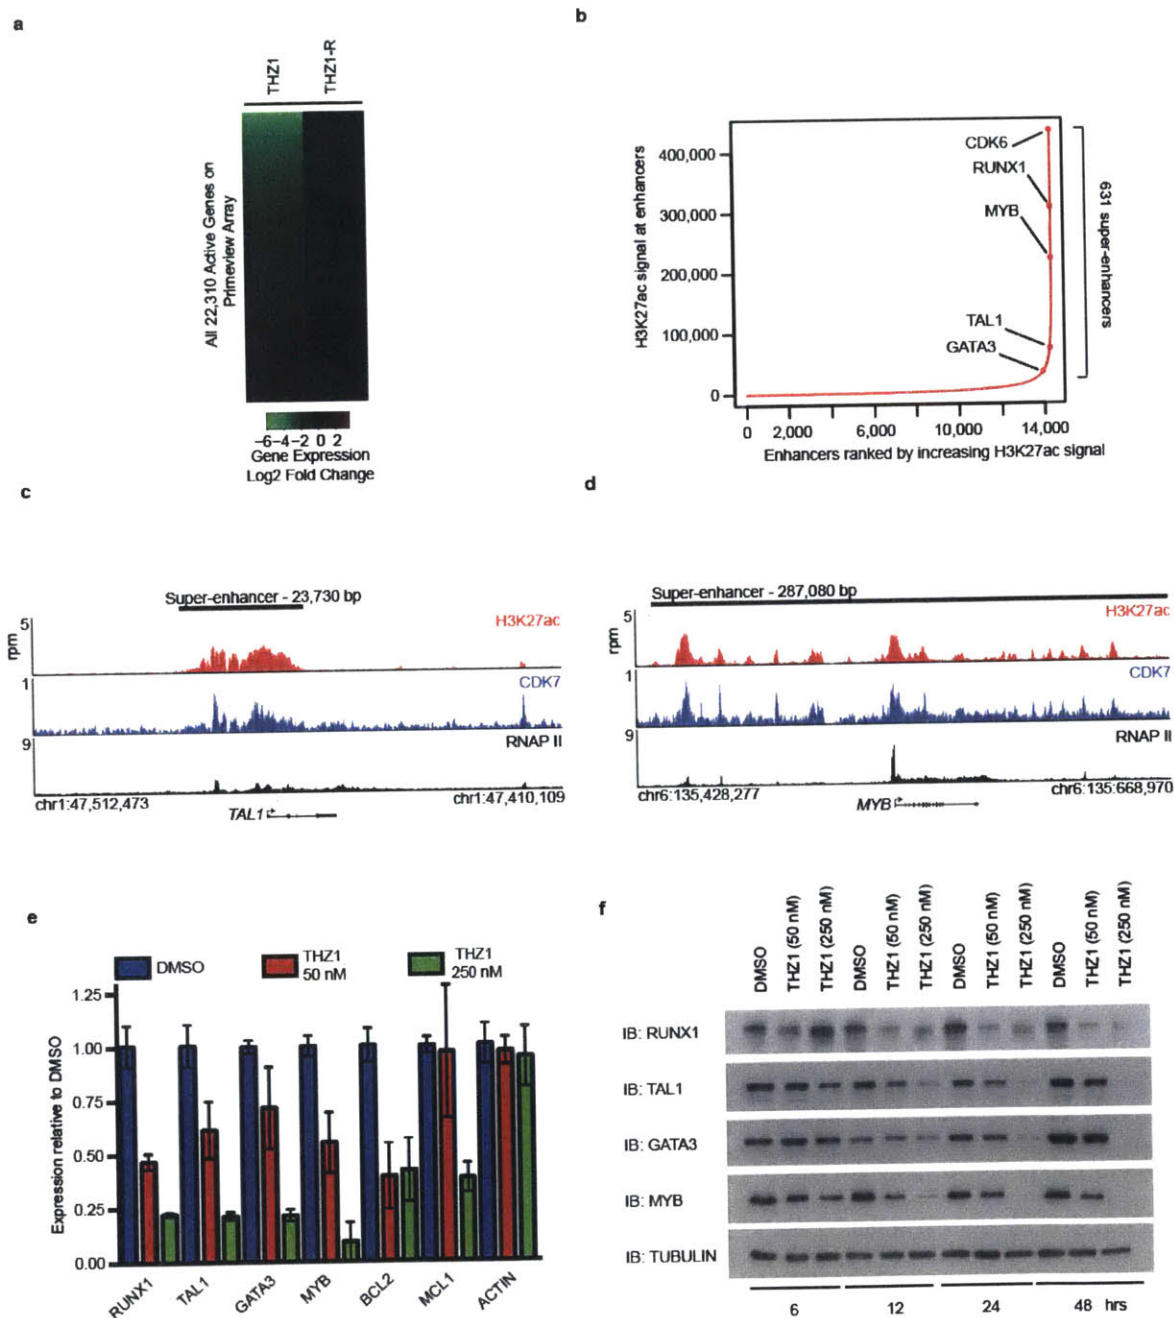 a
THZ1
THZ1-R
All 22,310 Active Genes on
Primeview Array
−6−4−2 0 2
Gene Expression
Log2 Fold Change
b
H3K27ac signal at enhancers
400,000
300,000
200,000
100,000
0
CDK6
RUNX1
MYB
TAL1
GATA3
631 super-enhancers
0 2,000 6,000 10,000 14,000
Enhancers ranked by increasing H3K27ac signal
c
Super-enhancer - 23,730 bp
5
rpm
H3K27ac
1
CDK7
9
RNAP II
chr1:47,512,473
chr1:47,410,109
TAL1
d
Super-enhancer - 287,080 bp
5
rpm
H3K27ac
1
CDK7
9
RNAP II
chr6:135,428,277
chr6:135:668,970
MYB
e
DMSO
THZ1
50 nM
THZ1
250 nM
Expression relative to DMSO
1.25
1.00
0.75
0.50
0.25
0.00
RUNX1
TAL1
GATA3
MYB
BCL2
MCL1
ACTIN
f
DMSO
THZ1 (50 nM)
THZ1 (250 nM)
DMSO
THZ1 (50 nM)
THZ1 (250 nM)
DMSO
THZ1 (50 nM)
THZ1 (250 nM)
DMSO
THZ1 (50 nM)
THZ1 (250 nM)
IB: RUNX1
IB: TAL1
IB: GATA3
IB: MYB
IB: TUBULIN
6 12 24 48 hrs